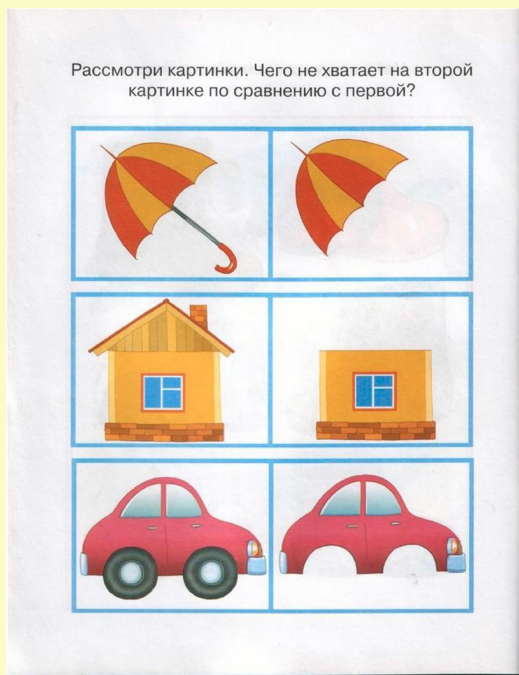 Рассмотри картинки. Чего не хватает на второй
картинке по сравнению с первой?